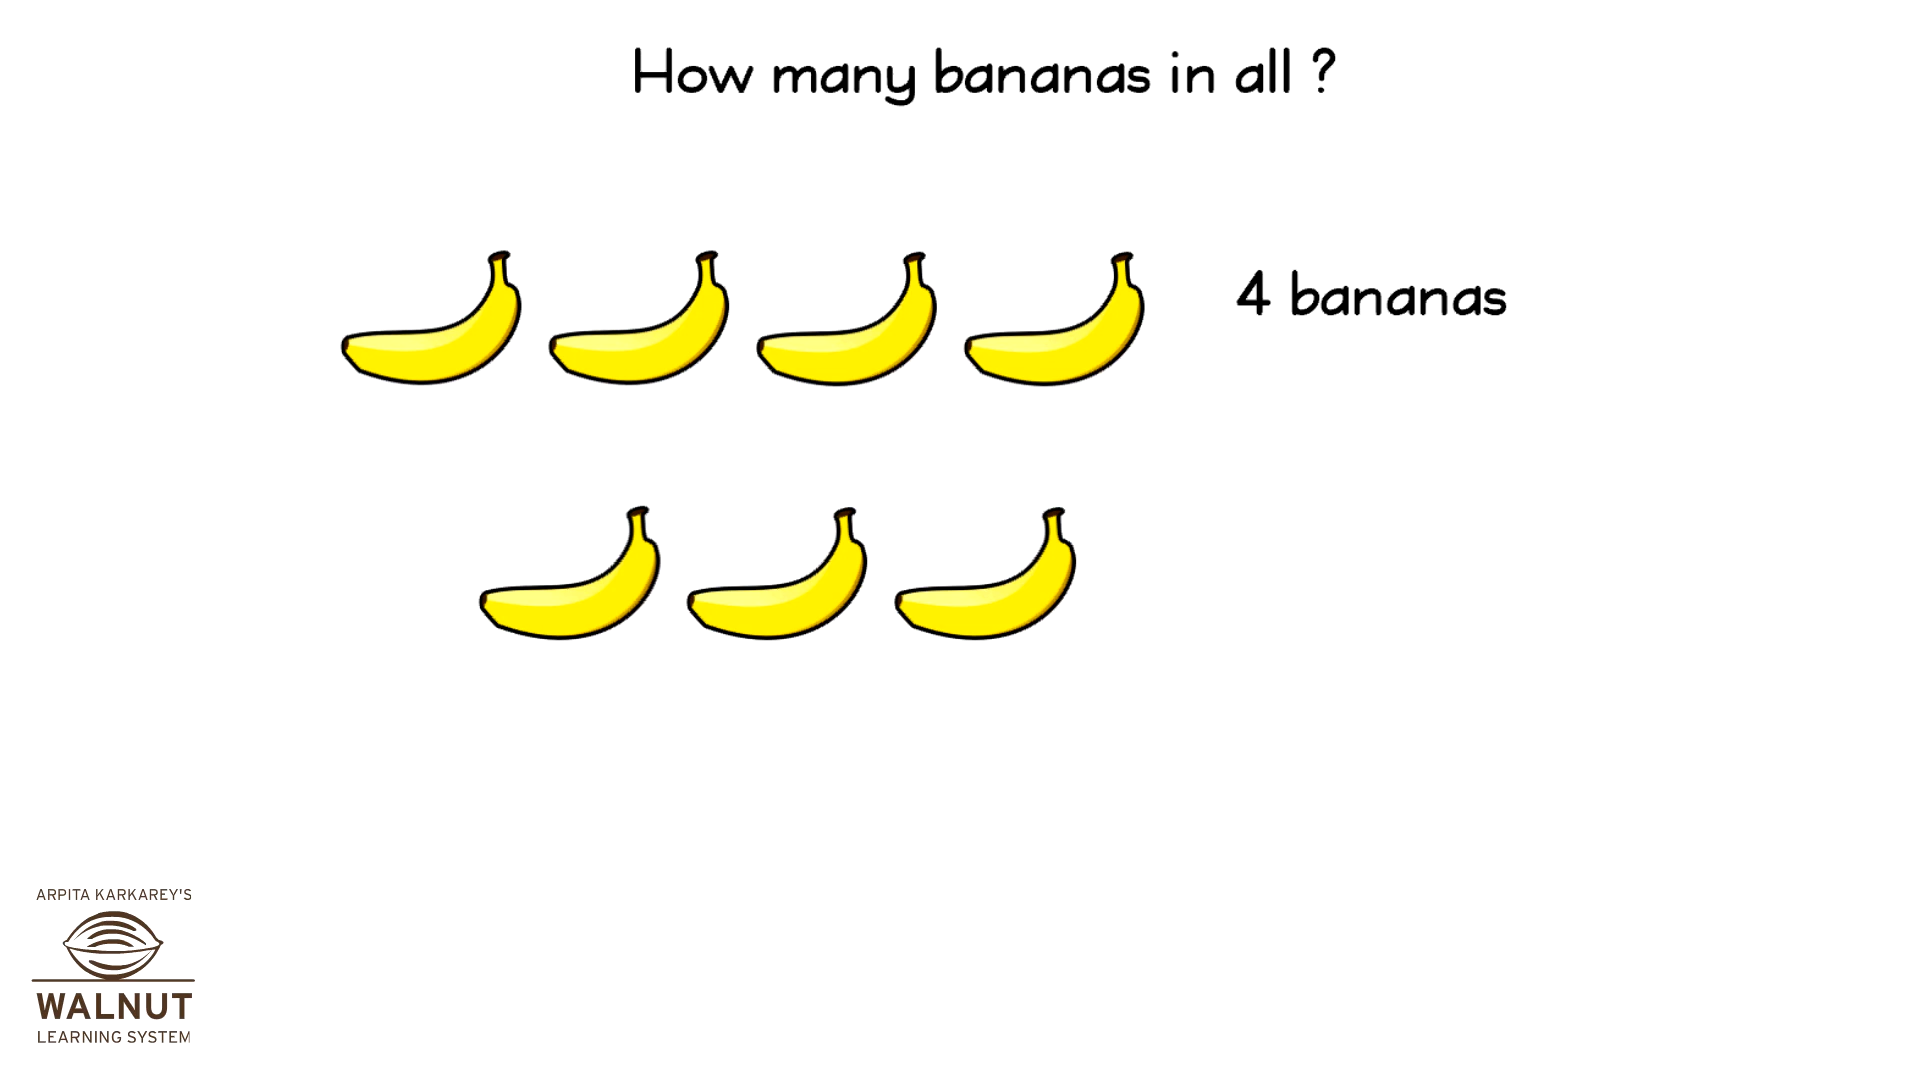 How many bananas in all ?
4 bananas
ARPITA KARKAREY'S
WALNUT
LEARNING SYSTEM